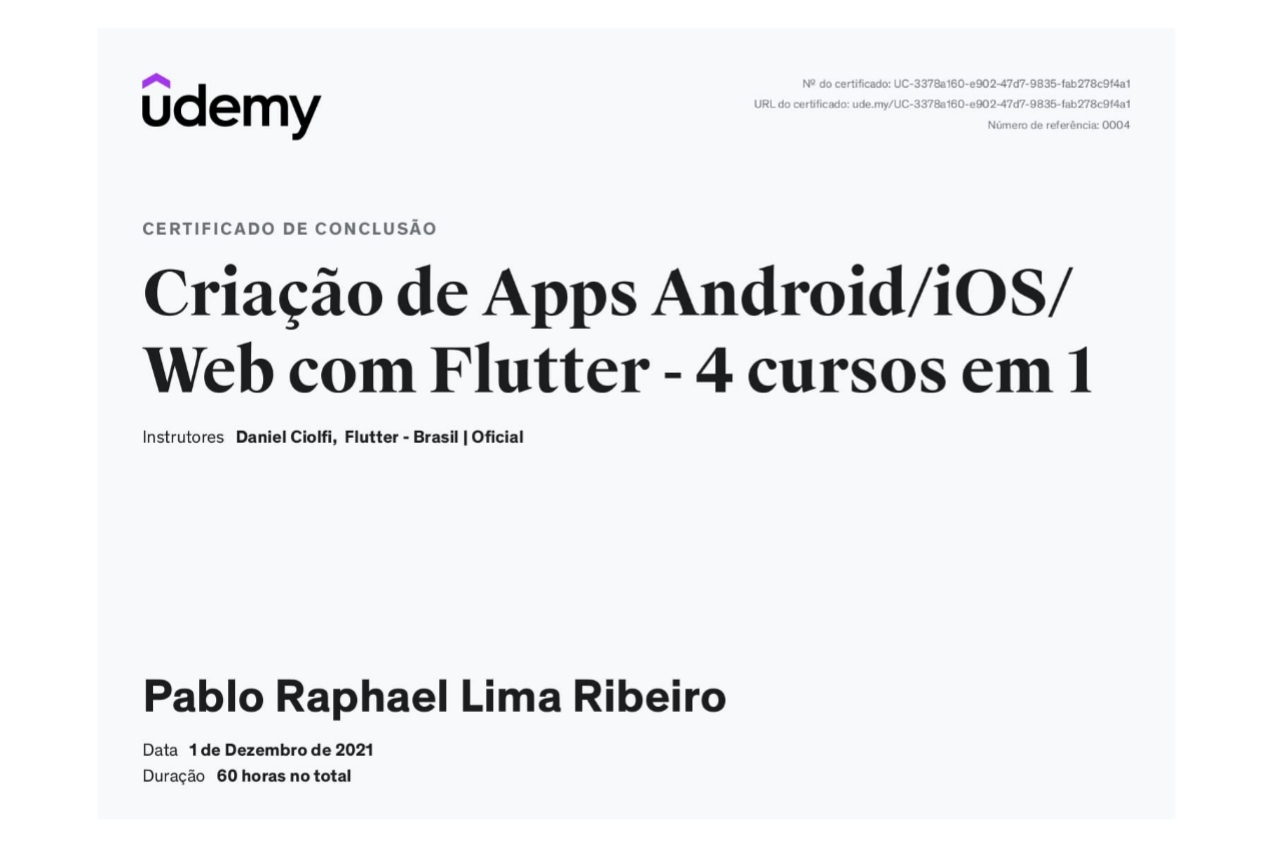 udemy
Nº do certificado: UC-3378a160-e902-47d7-9835-fab278c9f4a1
URL do certificado: ude.my/UC-3378a160-e902-47d7-9835-fab278c9f4a1
Número de referência: 0004
CERTIFICADO DE CONCLUSÃO
Criação de Apps Android/iOS/
Web com Flutter - 4 cursos em 1
Instrutores Daniel Ciolfi, Flutter - Brasil | Oficial
Pablo Raphael Lima Ribeiro
Data 1 de Dezembro de 2021
Duração 60 horas no total